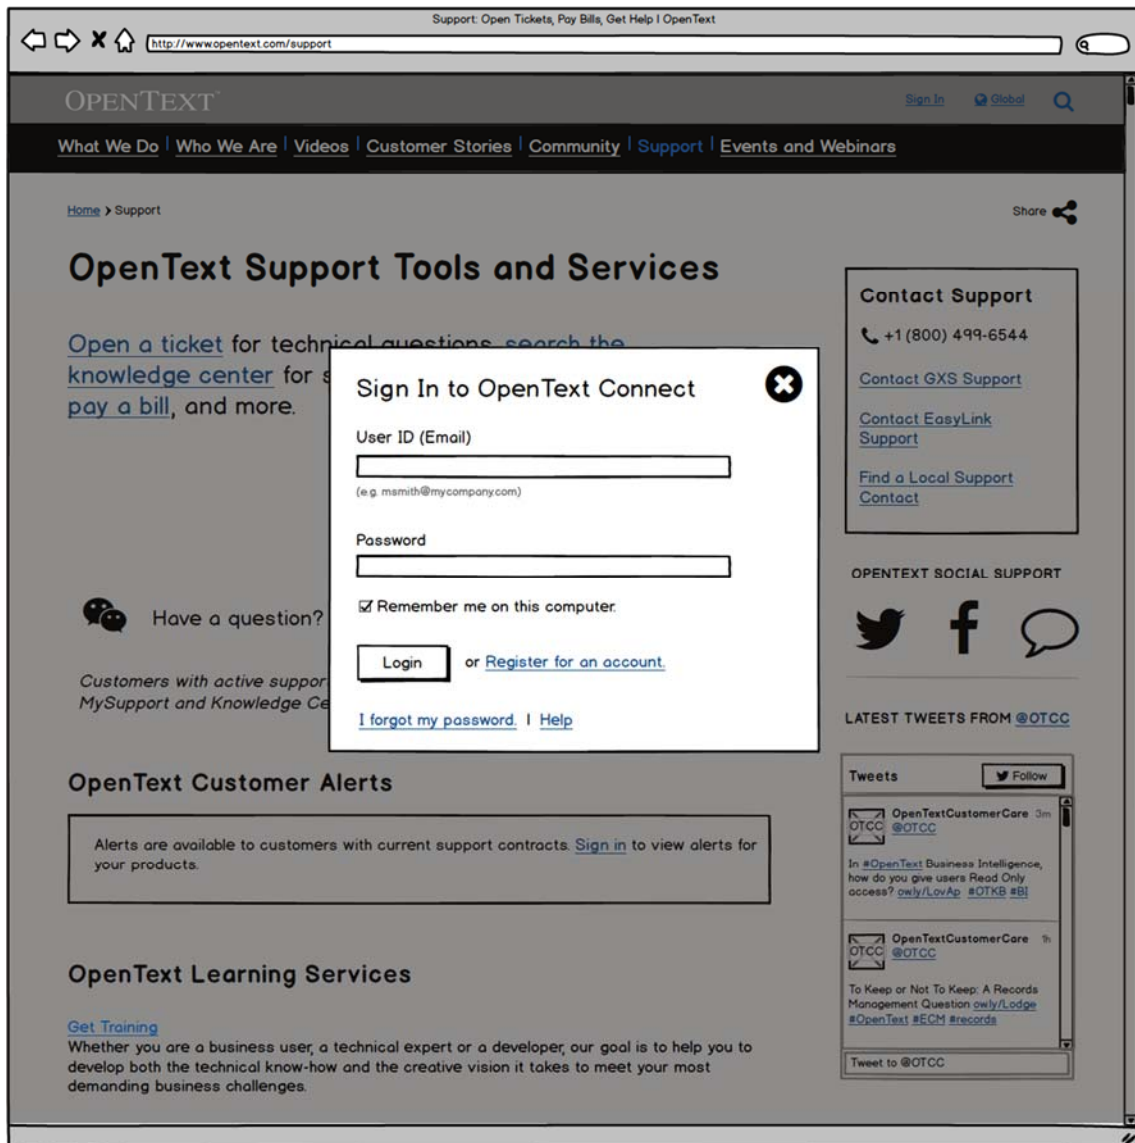 Support: Open Tickets, Pay Bills, Get Help | OpenText
http://www.opentext.com/support
OPENTEXT™
Sign In
Global
What We Do | Who We Are | Videos | Customer Stories | Community | Support | Events and Webinars
Home > Support
Share
OpenText Support Tools and Services
Open a ticket for technical questions, search the
knowledge center for s
pay a bill, and more.
Sign In to OpenText Connect
User ID (Email)
(e.g. msmith@mycompany.com)
Password
Remember me on this computer.
Login or Register for an account.
I forgot my password. | Help
Have a question?
Customers with active suppor
MySupport and Knowledge Ce
OpenText Customer Alerts
Alerts are available to customers with current support contracts. Sign in to view alerts for
your products.
OpenText Learning Services
Get Training
Whether you are a business user, a technical expert or a developer, our goal is to help you to
develop both the technical know-how and the creative vision it takes to meet your most
demanding business challenges.
Contact Support
+1 (800) 499-6544
Contact GXS Support
Contact EasyLink
Support
Find a Local Support
Contact
OPENTEXT SOCIAL SUPPORT
LATEST TWEETS FROM @OTCC
Tweets
Follow
OTCC
OpenTextCustomerCare 3m
@OTCC
In #OpenText Business Intelligence,
how do you give users Read Only
access? owly/LovAp #OTKB #BI
OTCC
OpenTextCustomerCare 1h
@OTCC
To Keep or Not To Keep: A Records
Management Question owly/Lodge
#OpenText #ECM #records
Tweet to @OTCC